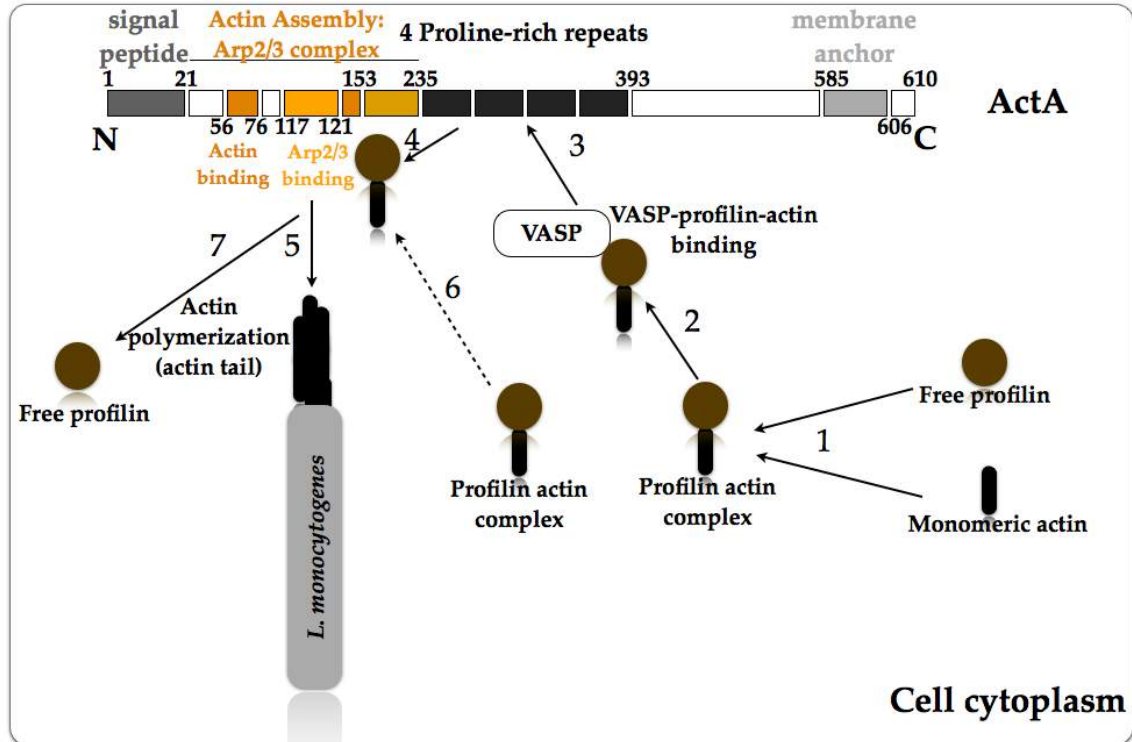 signal
peptide
Actin Assembly:
Arp2/3 complex
4 Proline-rich repeats
membrane
anchor
1 21 153 235 393 585 610
ActA
56 76 117 121 606
N C
Actin
binding
Arp2/3
binding
4
3
VASP
VASP-profilin-actin
binding
7
5
6
2
1
Actin
polymerization
(actin tail)
Free profilin
L. monocytogenes
Profilin actin
complex
Profilin actin
complex
Free profilin
Monomeric actin
Cell cytoplasm